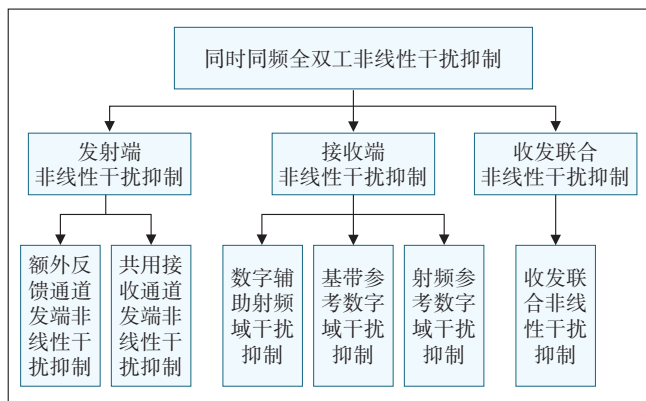 同时同频全双工非线性干扰抑制
发射端
非线性干扰抑制
接收端
非线性干扰抑制
收发联合
非线性干扰抑制
额外反
馈通道
发端非
线性干
扰抑制
共用接
收通道
发端非
线性干
扰抑制
数字辅
助射频
域干扰
抑制
基带参
考数字
域干扰
抑制
射频参
考数字
域干扰
抑制
收发联
合非线
性干扰
抑制